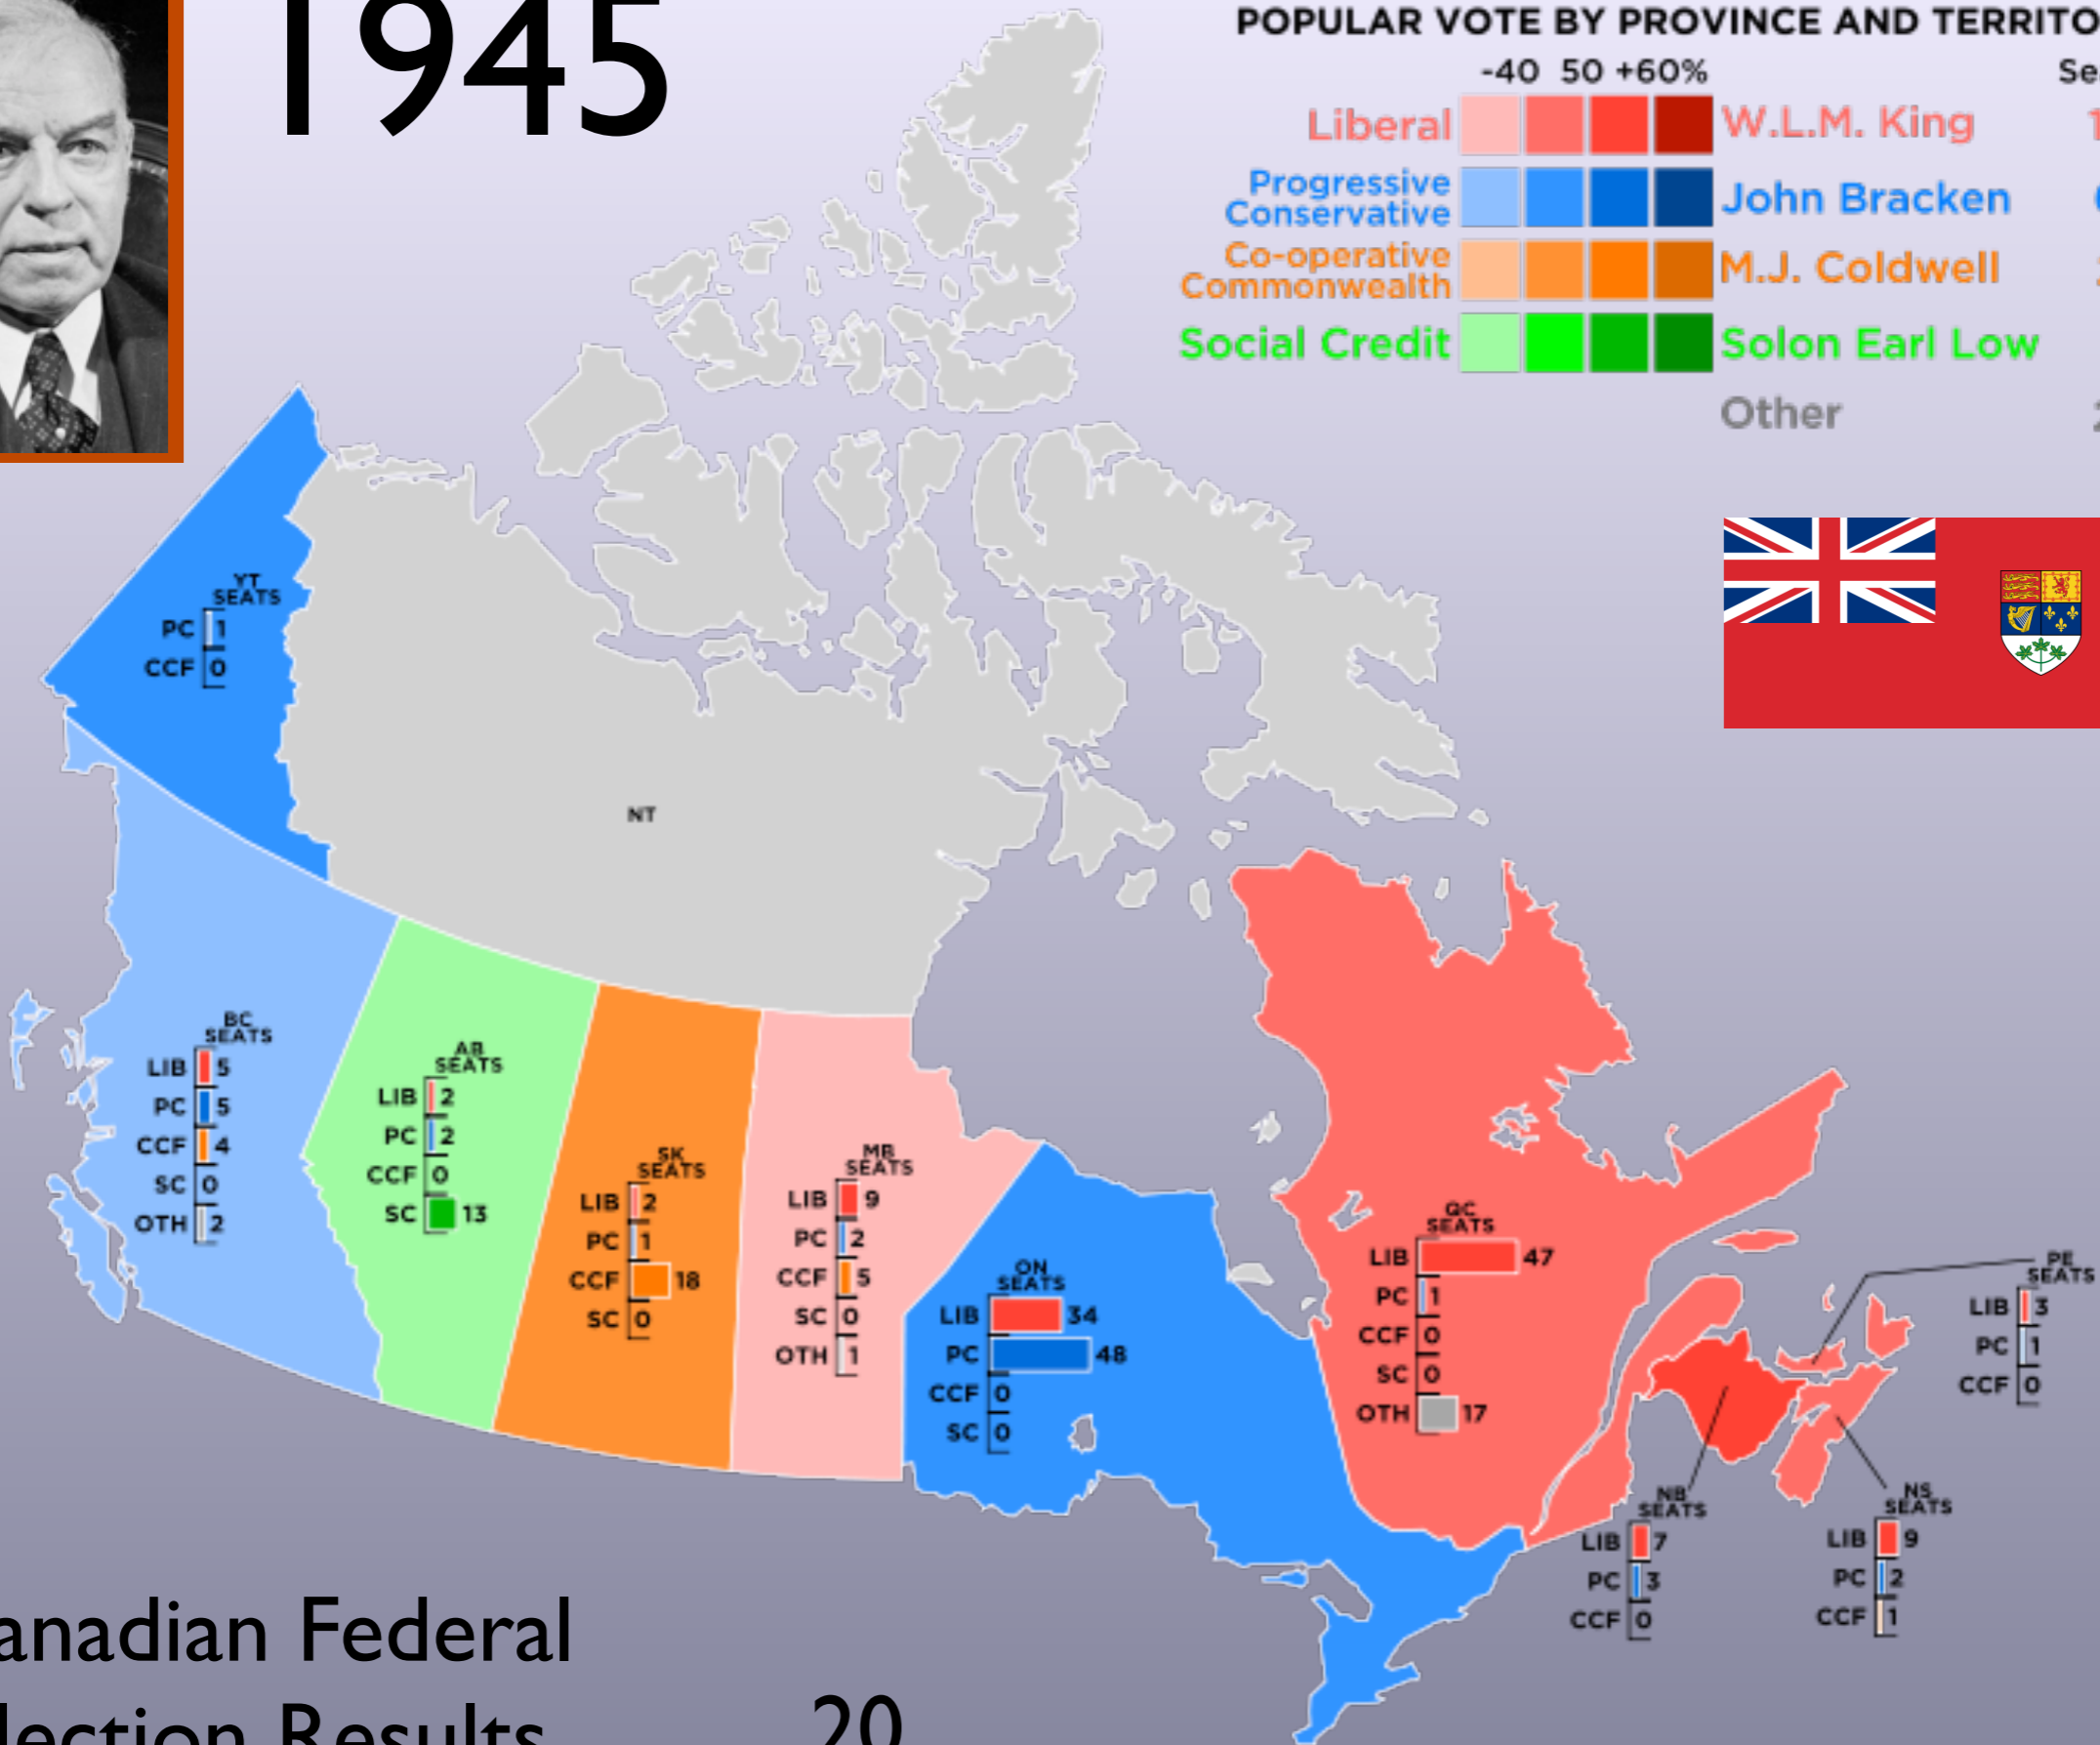 1945
POPULAR VOTE BY PROVINCE AND
-40 50 +60%
Liberal W.L.M. King
Progressive
Conservative John Bracken
Co-operative
Commonwealth M.J. Coldwell
Social Credit Solon Earl Low
Other
YT
SEATS
PC 1
CCF 0
NT
BC
SEATS
LIB 5
PC 5
CCF 4
SC 0
OTH 2
AB
SEATS
LIB 2
PC 2
CCF 0
SC 13
SK
SEATS
LIB 2
PC 1
CCF 18
SC 0
MB
SEATS
LIB 9
PC 2
CCF 5
SC 0
OTH 1
ON
SEATS
LIB 34
PC 48
CCF 0
SC 0
QC
SEATS
LIB 47
PC 1
CCF 0
SC 0
OTH 17
PE
SEATS
LIB 3
PC 1
CCF 0
NB
SEATS
LIB 7
PC 3
CCF 0
NS
SEATS
LIB 9
PC 2
CCF 1
anadian Federal
lection Results
20